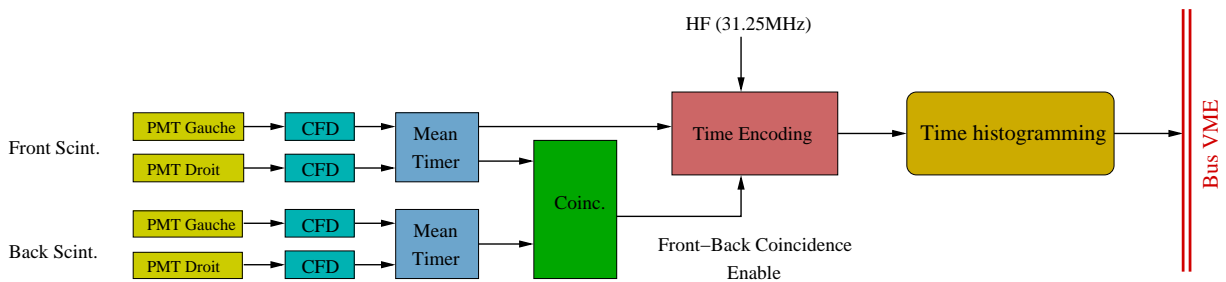 HF (31.25MHz)
Front Scint.
PMT Gauche
CFD
PMT Droit
CFD
Mean
Timer
Back Scint.
PMT Gauche
CFD
PMT Droit
CFD
Mean
Timer
Coinc.
Time Encoding
Front−Back Coincidence
Enable
Time histogramming
Bus VME